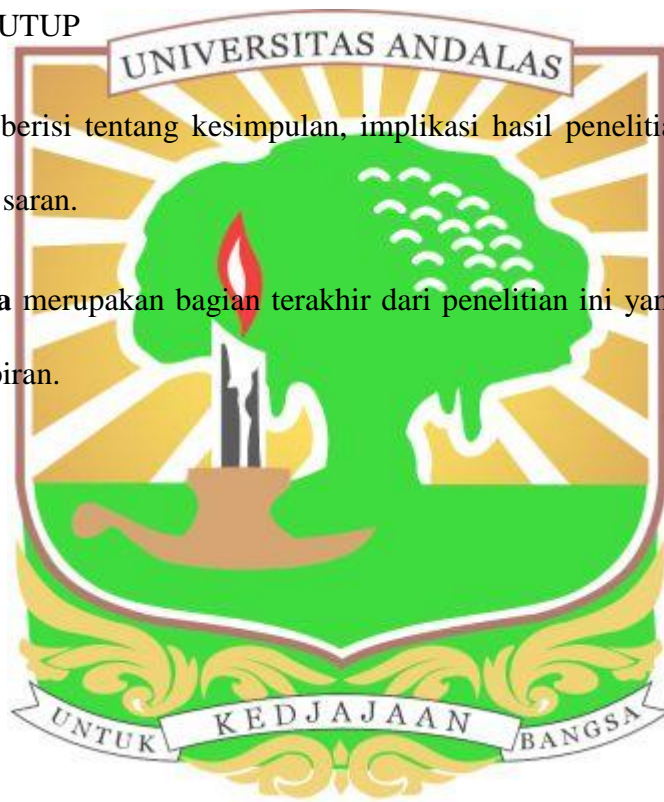 UTUP
UNIVERSITAS ANDALAS
berisi tentang kesimpulan, implikasi hasil penelitia
saran.
a merupakan bagian terakhir dari penelitian ini yan
piran.
UNTUK KEDJAJAAN BANGSA